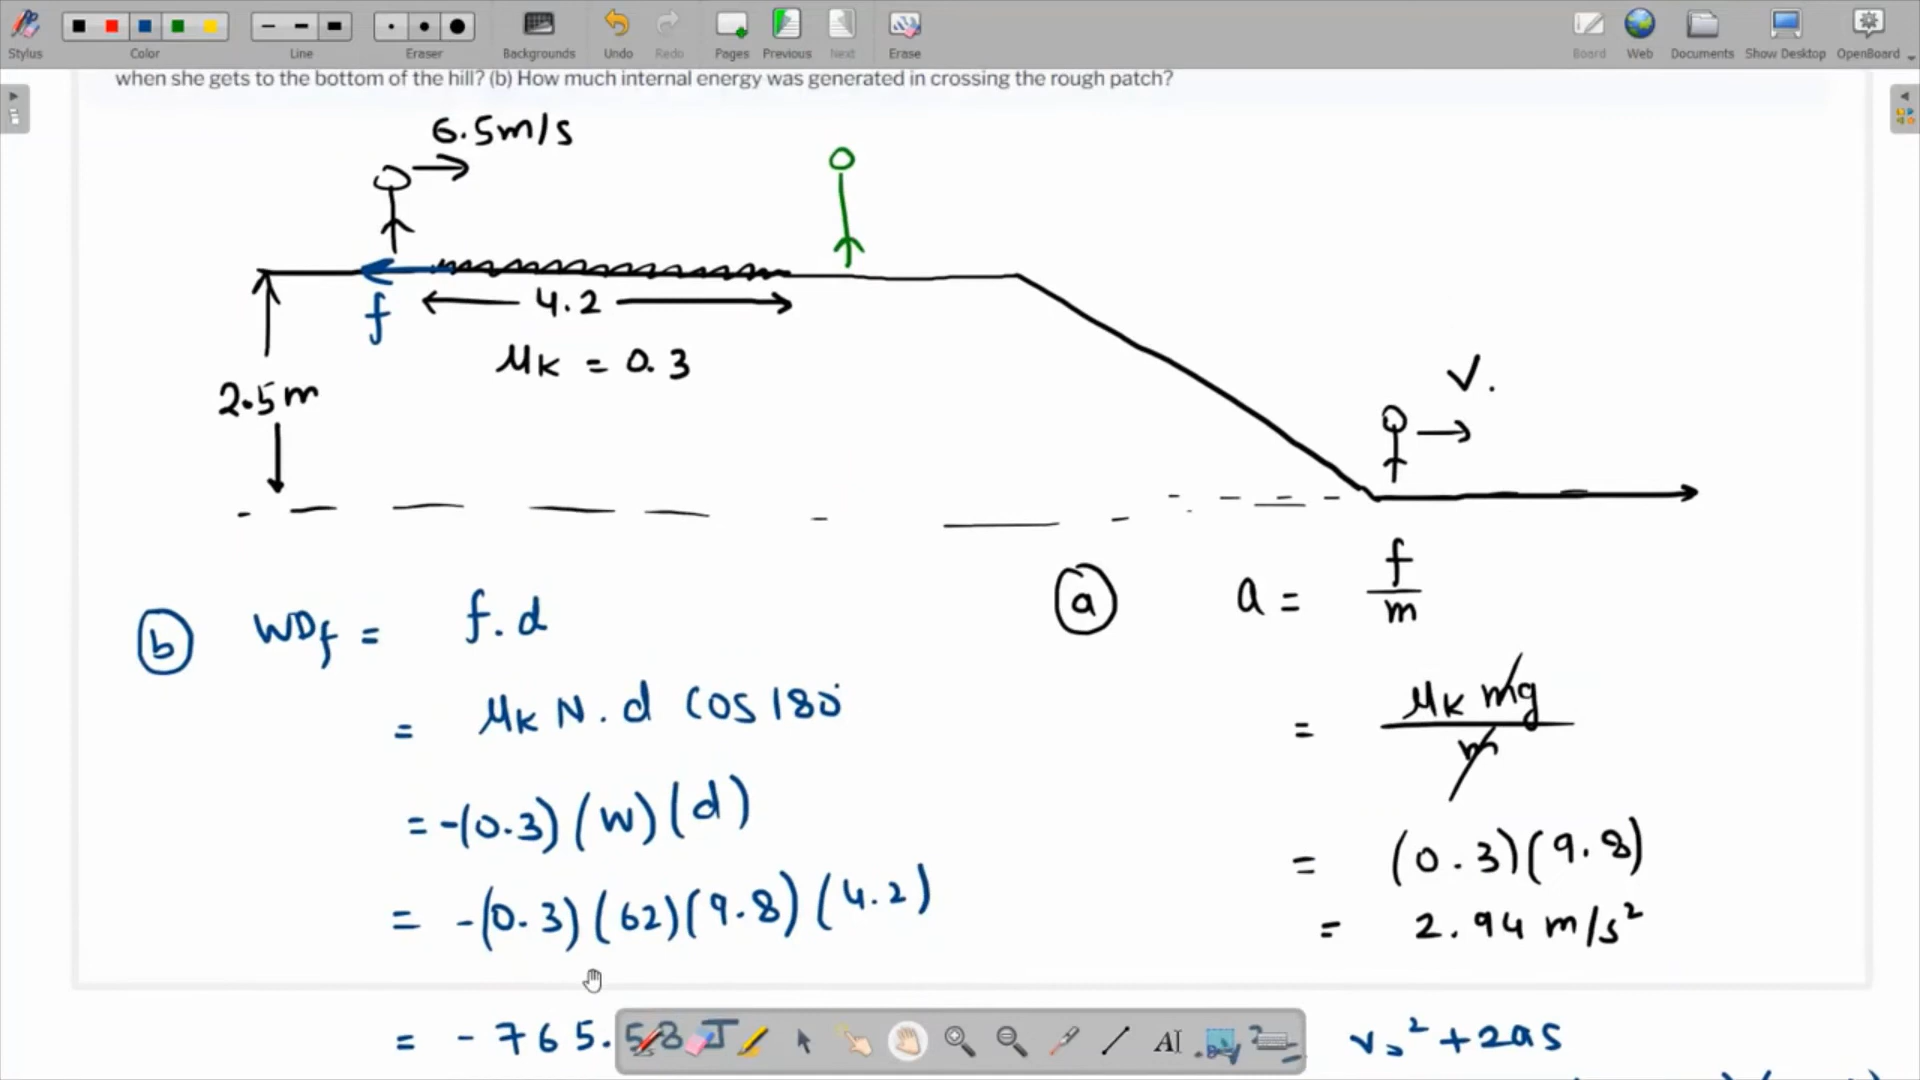 Stylus Color Line Eraser Backgrounds Undo Redo Pages Previous Next Erase Board Web Documents Show Desktop OpenBoard
when she gets to the bottom of the hill? (b) How much internal energy was generated in crossing the rough patch?
6.5m/s
f
4.2
μk = 0.3
2.5m
v.
(b) WDf = f.d
= μk N.d cos 180°
= -(0.3)(W)(d)
= -(0.3)(62)(9.8)(4.2)
= -765.58 J
(a) a = f/m
= μk mg/m
= (0.3)(9.8)
= 2.94 m/s²
v₀² + 2as